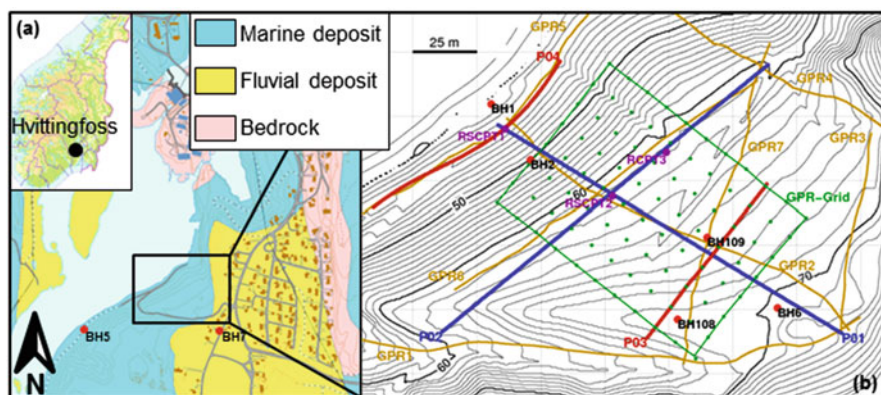 (a)
Marine deposit
Fluvial deposit
Bedrock
Hvittingfoss
BH5
BH7
N
25 m
GPR5
P04
BH1
GPR4
RSCPT1
GPR3
BH2
RCPT3
GPR7
60
50
RSCPT2
GPR-Grid
BH109
GPR6
GPR2
70
BH6
P02
BH108
P01
P03
GPR1
60
(b)